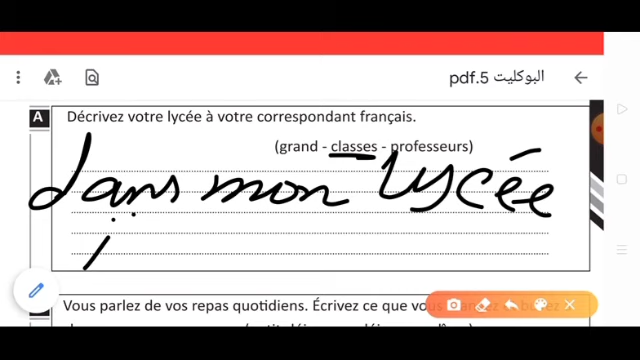 البوكليت 5.pdf
A Décrivez votre lycée à votre correspondant français.
(grand - classes - professeurs)
dans mon lycée
Vous parlez de vos repas quotidiens. Écrivez ce que vous